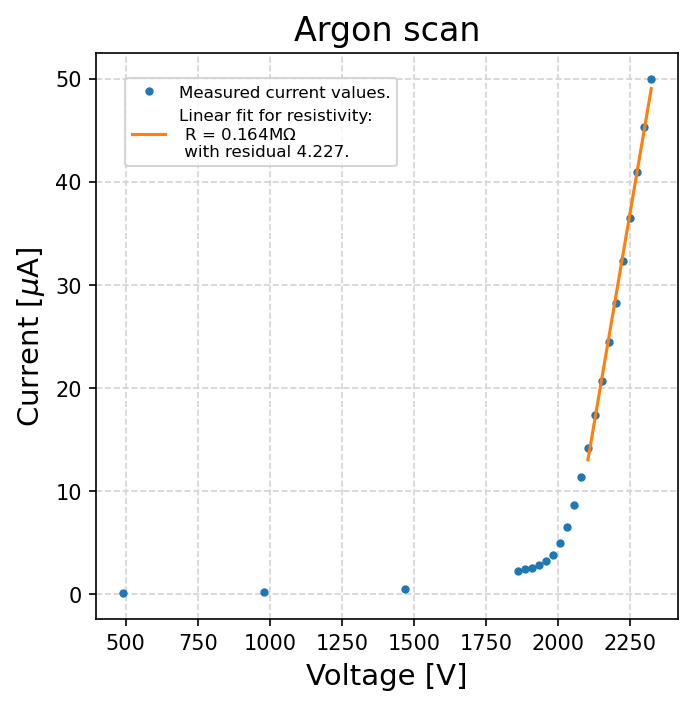 Argon scan
Measured current values.
Linear fit for resistivity:
R = 0.164MΩ
with residual 4.227.
50
40
30
20
10
0
Current [μA]
500 750 1000 1250 1500 1750 2000 2250
Voltage [V]